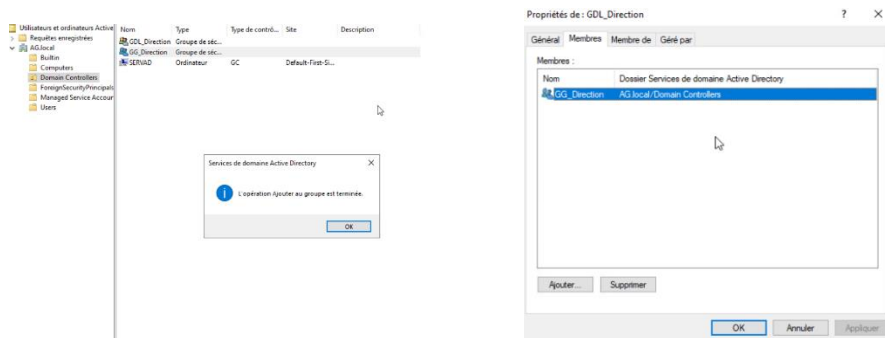 Utilisateurs et ordinateurs Active
Requêtes enregistrées
AG.local
Builtin
Computers
Domain Controllers
ForeignSecurityPrincipals
Managed Service Accour
Users
Nom Type Type de contrô... Site Description
GDL_Direction Groupe de séc...
GG_Direction Groupe de séc...
SERVAD Ordinateur GC Default-First-Si...
Services de domaine Active Directory
L'opération Ajouter au groupe est terminée.
OK
Propriétés de : GDL_Direction ?
Général Membres Membre de Géré par
Membres :
Nom Dossier Services de domaine Active Directory
GG_Direction AG.local/Domain Controllers
Ajouter... Supprimer
OK Annuler Appliquer